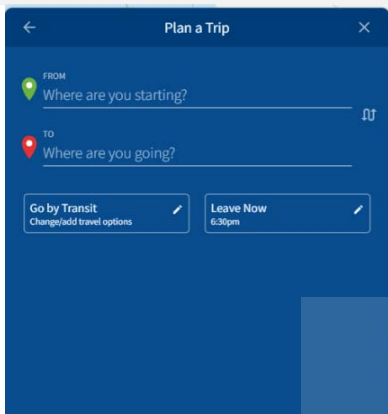 Plan a Trip
FROM
Where are you starting?
TO
Where are you going?
Go by Transit
Change/add travel options
Leave Now
6:30pm